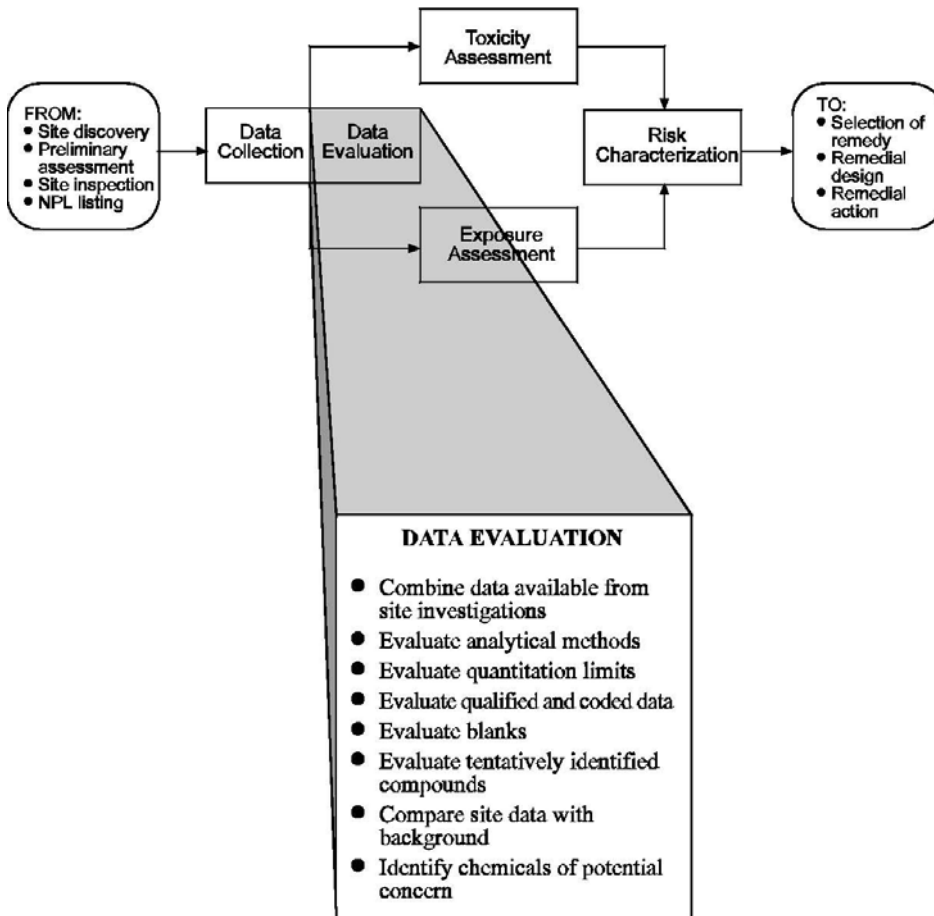 Toxicity
Assessment
FROM:
● Site discovery
● Preliminary
assessment
● Site inspection
● NPL listing
Data
Collection
Data
Evaluation
Risk
Characterization
TO:
● Selection of
remedy
● Remedial
design
● Remedial
action
Exposure
Assessment
DATA EVALUATION
● Combine data available from
site investigations
● Evaluate analytical methods
● Evaluate quantitation limits
● Evaluate qualified and coded data
● Evaluate blanks
● Evaluate tentatively identified
compounds
● Compare site data with
background
● Identify chemicals of potential
concern